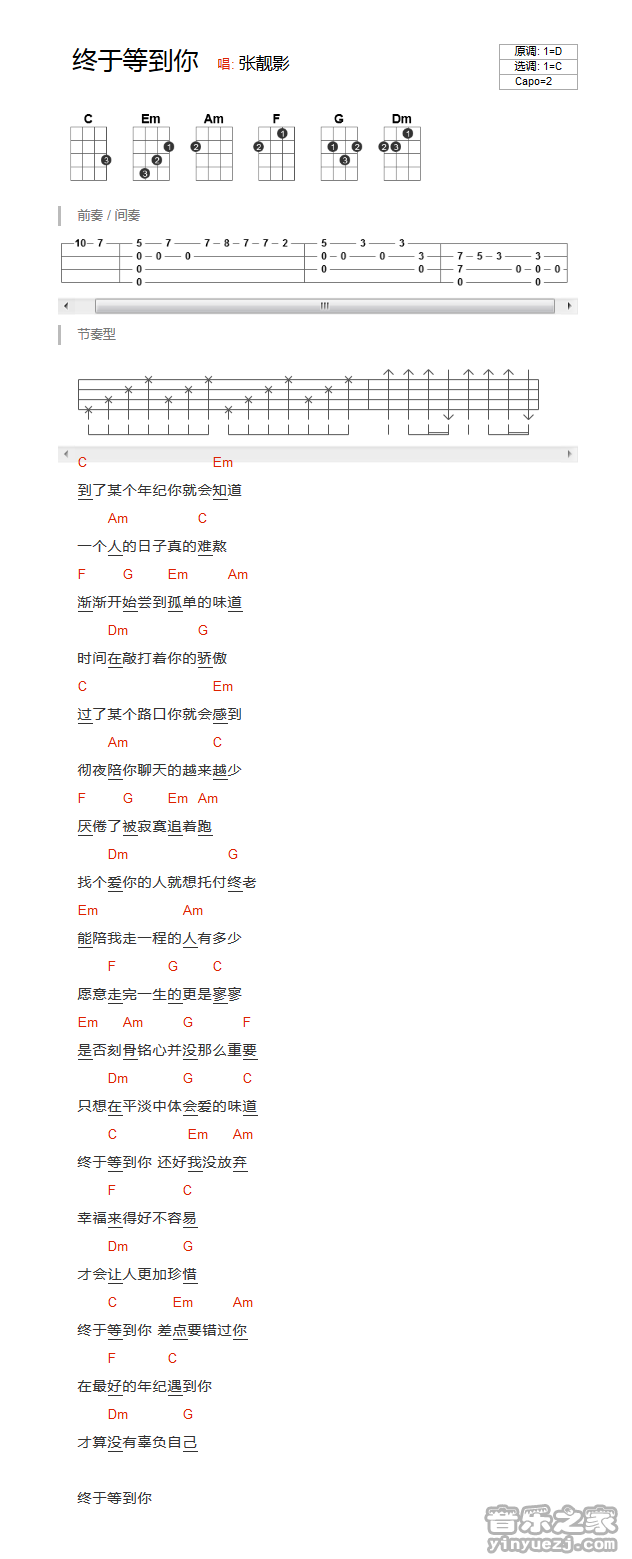 终于等到你 唱: 张靓影
原调: 1=D
选调: 1=C
Capo=2
C Em Am F G Dm
3 1 2 3 2 1 2 1 2 3 1 2 3
前奏 / 间奏
10 7 5 7 7 8 7 7 2 5 3 3
0 0 0 0 0 0 3 7 5 3 3
0 0 0 7 0 0 0
0 0 0
节奏型
C Em
到了某个年纪你就会知道
Am C
一个人的日子真的难熬
F G Em Am
渐渐开始尝到孤单的味道
Dm G
时间在敲打着你的骄傲
C Em
过了某个路口你就会感到
Am C
彻夜陪你聊天的越来越少
F G Em Am
厌倦了被寂寞追着跑
Dm G
找个爱你的人就想托付终老
Em Am
能陪我走一程的人有多少
F G C
愿意走完一生的更是寥寥
Em Am G F
是否刻骨铭心并没那么重要
Dm G C
只想在平淡中体会爱的味道
C Em Am
终于等到你 还好我没放弃
F C
幸福来得好不容易
Dm G
才会让人更加珍惜
C Em Am
终于等到你 差点要错过你
F C
在最好的年纪遇到你
Dm G
才算没有辜负自己
终于等到你
音乐之家
yinyuezj.com